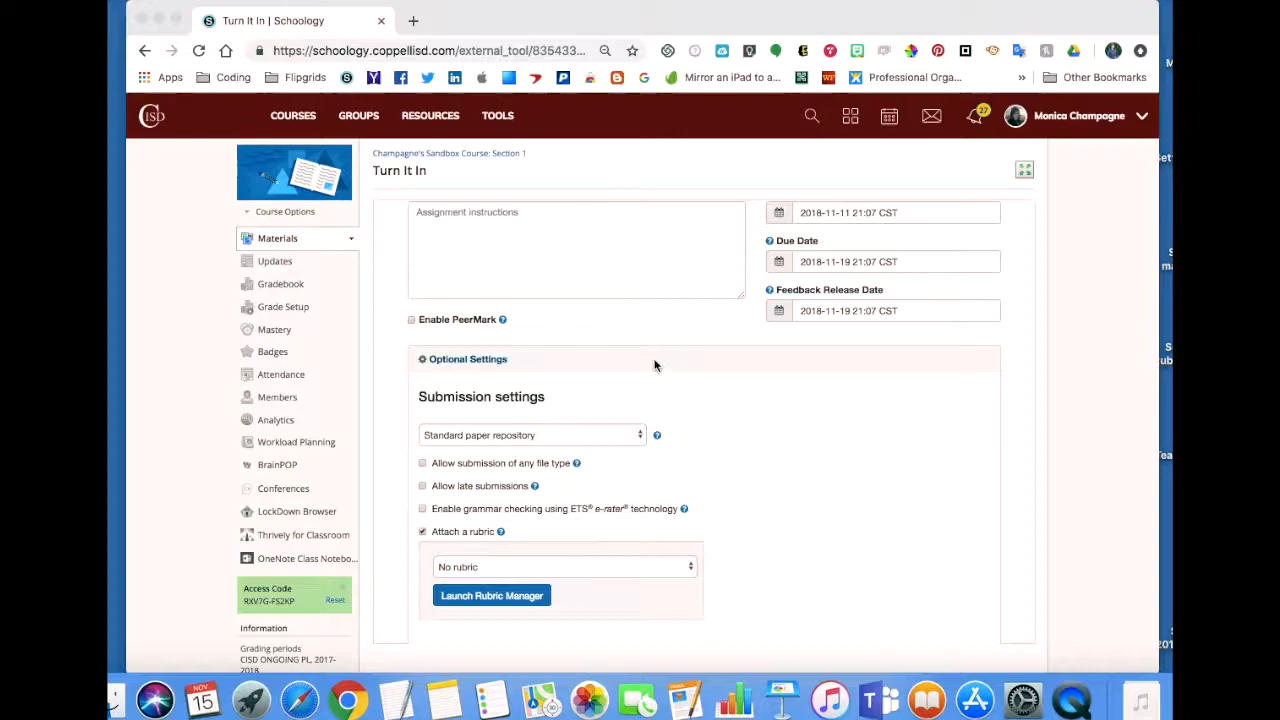 Turn It In | Schoology
https://schoology.coppellisd.com/external_tool/835433...
Apps
Coding
Flipgrids
Mirror an iPad to a...
WF
Professional Orga...
»
Other Bookmarks
CISD
COURSES
GROUPS
RESOURCES
TOOLS
27
Monica Champagne
Champagne's Sandbox Course: Section 1
Turn It In
Course Options
Materials
Updates
Gradebook
Grade Setup
Mastery
Badges
Attendance
Members
Analytics
Workload Planning
BrainPOP
Conferences
LockDown Browser
Thrively for Classroom
OneNote Class Notebo...
Access Code
RXV7G-FS2KP
Reset
Information
Grading periods
CISD ONGOING PL, 2017-
2018
Assignment instructions
2018-11-11 21:07 CST
Due Date
2018-11-19 21:07 CST
Feedback Release Date
2018-11-19 21:07 CST
Enable PeerMark
Optional Settings
Submission settings
Standard paper repository
Allow submission of any file type
Allow late submissions
Enable grammar checking using ETS® e-rater® technology
Attach a rubric
No rubric
Launch Rubric Manager
NOV
15